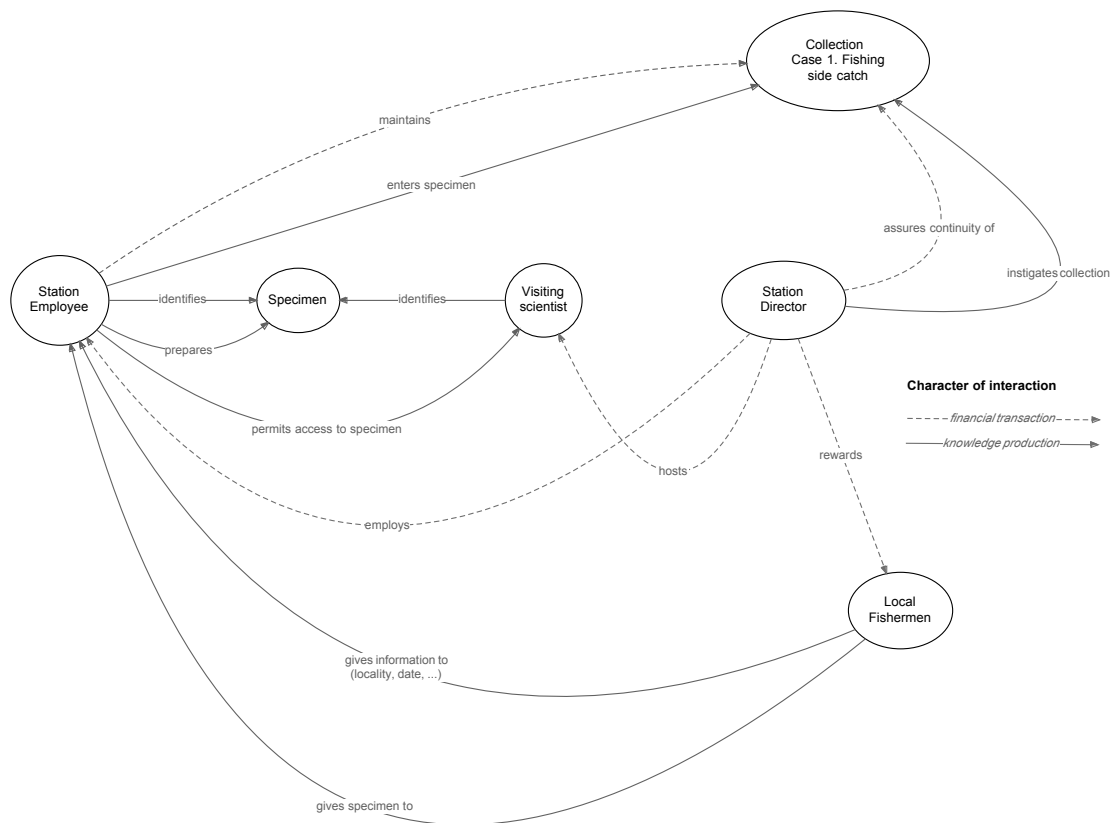 Collection
Case 1. Fishing
side catch
maintains
enters specimen
assures continuity of
instigates collection
Station
Employee
identifies
Specimen
identifies
Visiting
scientist
Station
Director
prepares
permits access to specimen
Character of interaction
financial transaction
knowledge production
hosts
rewards
employs
Local
Fishermen
gives information to
(locality, date, ...)
gives specimen to